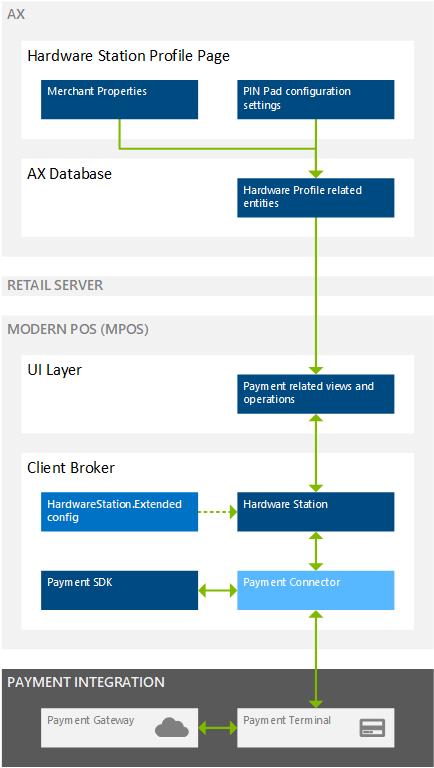 AX
Hardware Station Profile Page
Merchant Properties
PIN Pad configuration
settings
AX Database
Hardware Profile related
entities
RETAIL SERVER
MODERN POS (MPOS)
UI Layer
Payment related views and
operations
Client Broker
HardwareStation.Extended
config
Hardware Station
Payment SDK
Payment Connector
PAYMENT INTEGRATION
Payment Gateway
Payment Terminal